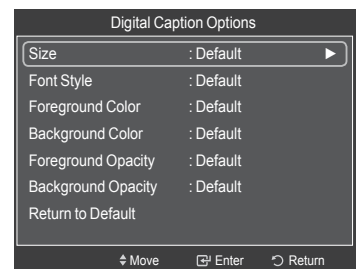 Digital Caption Options
Size : Default ►
Font Style : Default
Foreground Color : Default
Background Color : Default
Foreground Opacity : Default
Background Opacity : Default
Return to Default
Move Enter Return